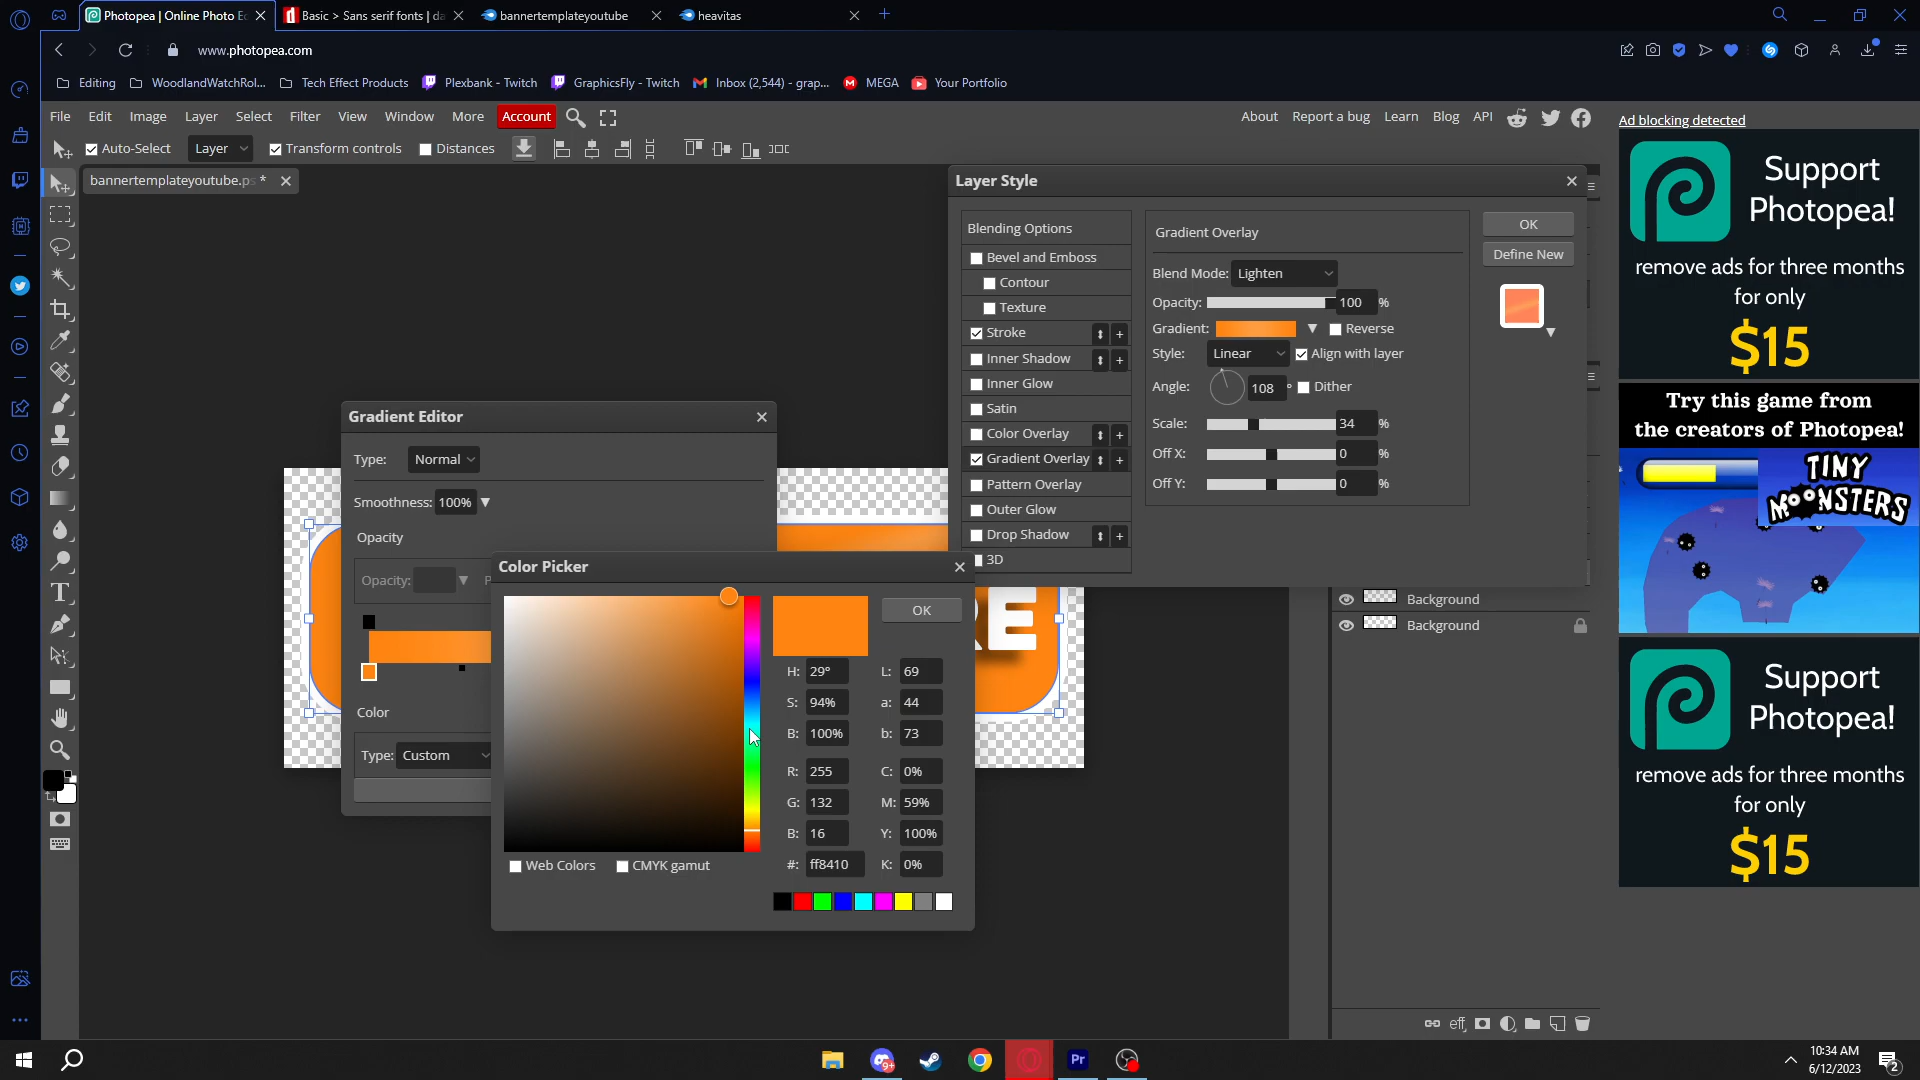 Photopea | Online Photo Ec
Basic > Sans serif fonts | da
bannertemplateyoutube
heavitas
www.photopea.com
Editing
WoodlandWatchRol...
Tech Effect Products
Plexbank - Twitch
GraphicsFly - Twitch
Inbox (2,544) - grap...
MEGA
Your Portfolio
File
Edit
Image
Layer
Select
Filter
View
Window
More
Account
About
Report a bug
Learn
Blog
API
Auto-Select
Layer
Transform controls
Distances
bannertemplateyoutube.ps *
Layer Style
Blending Options
Bevel and Emboss
Contour
Texture
Stroke
Inner Shadow
Inner Glow
Satin
Color Overlay
Gradient Overlay
Pattern Overlay
Outer Glow
Drop Shadow
3D
Gradient Overlay
Blend Mode: Lighten
Opacity: 100 %
Gradient: Reverse
Style: Linear Align with layer
Angle: 108 ° Dither
Scale: 34 %
Off X: 0 %
Off Y: 0 %
OK
Define New
Gradient Editor
Type: Normal
Smoothness: 100%
Opacity
Opacity: P
Color
Type: Custom
Color Picker
OK
H: 29° L: 69
S: 94% a: 44
B: 100% b: 73
R: 255 C: 0%
G: 132 M: 59%
B: 16 Y: 100%
#: ff8410 K: 0%
Web Colors
CMYK gamut
RE
Background
Background
eff
Ad blocking detected
Support
Photopea!
remove ads for three months
for only
$15
Try this game from
the creators of Photopea!
TINY
MOONSTERS
Support
Photopea!
remove ads for three months
for only
$15
9+
Pr
10:34 AM
6/12/2023
2